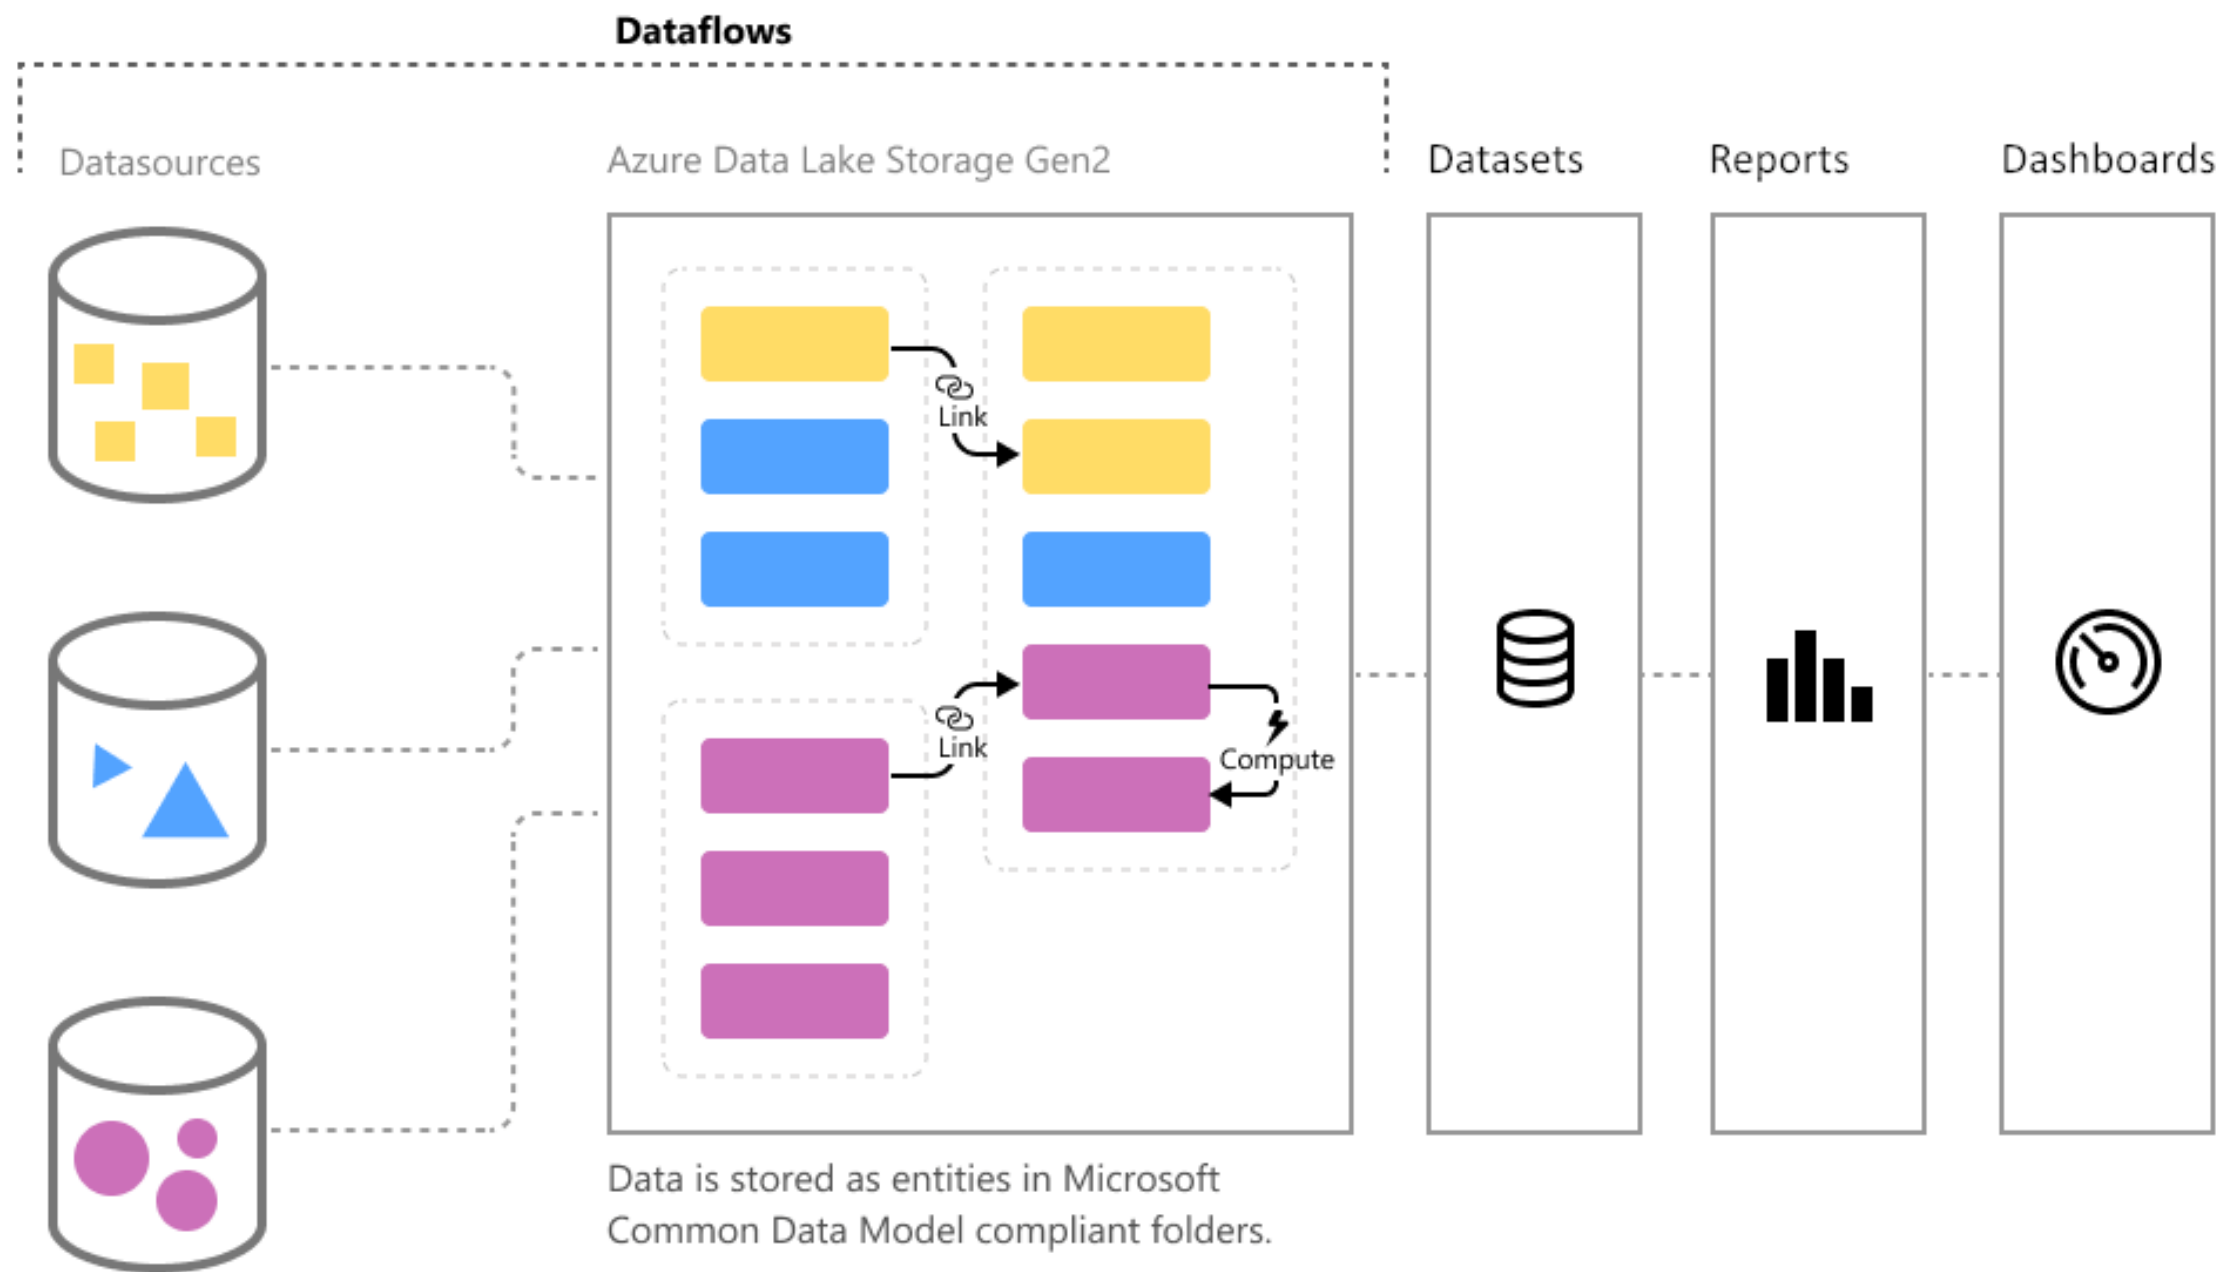 Dataflows
Datasources
Azure Data Lake Storage Gen2
Datasets
Reports
Dashboards
Link
Link
Compute
Data is stored as entities in Microsoft
Common Data Model compliant folders.